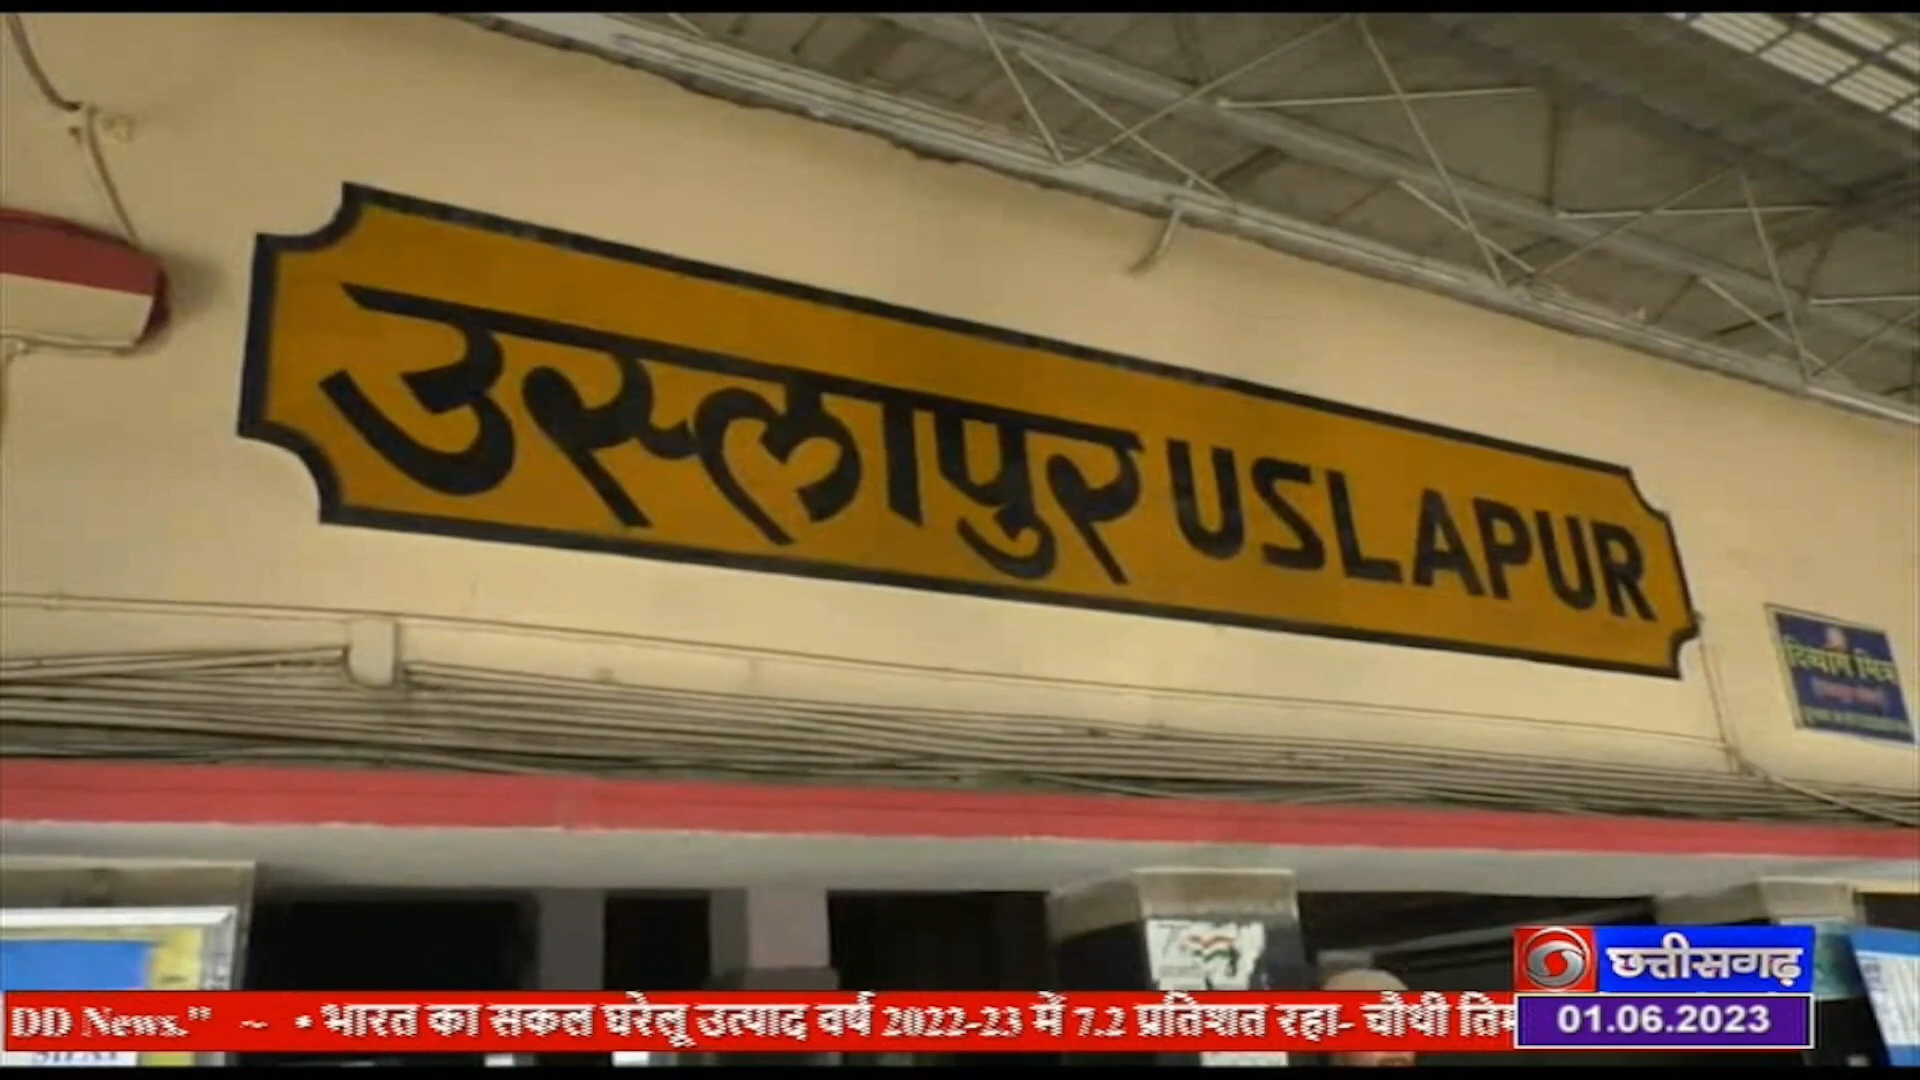 उस्लापुर USLAPUR
दिव्यांग मित्र
छत्तीसगढ़
DD News." ~ • भारत का सकल घरेलू उत्पाद वर्ष 2022-23 में 7.2 प्रतिशत रहा- चौथी तिम
01.06.2023